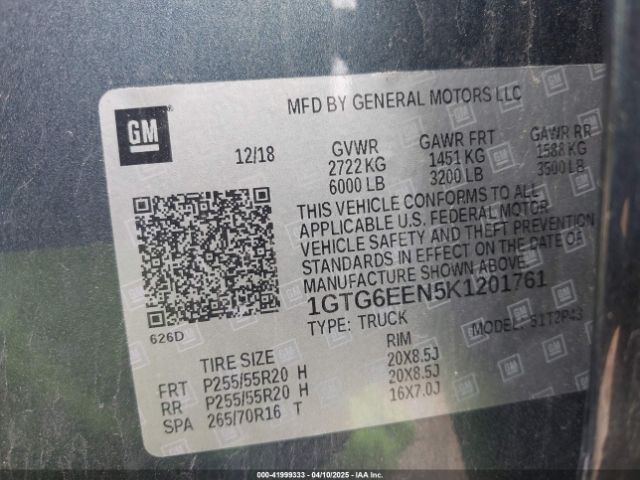 GM
MFD BY GENERAL MOTORS LLC
12/18
GVWR GAWR FRT GAWR RR
2722 KG 1451 KG 1588 KG
6000 LB 3200 LB 3500 LB
THIS VEHICLE CONFORMS TO ALL
APPLICABLE U.S. FEDERAL MOTOR
VEHICLE SAFETY AND THEFT PREVENTION
STANDARDS IN EFFECT ON THE DATE OF
MANUFACTURE SHOWN ABOVE
1GTG6EEN5K1201761
626D
TYPE: TRUCK MODEL: S1T2P43
TIRE SIZE RIM
FRT P255/55R20 H 20X8.5J
RR P255/55R20 H 20X8.5J
SPA 265/70R16 T 16X7.0J
000-41999333 - 04/10/2025 - IAA Inc.